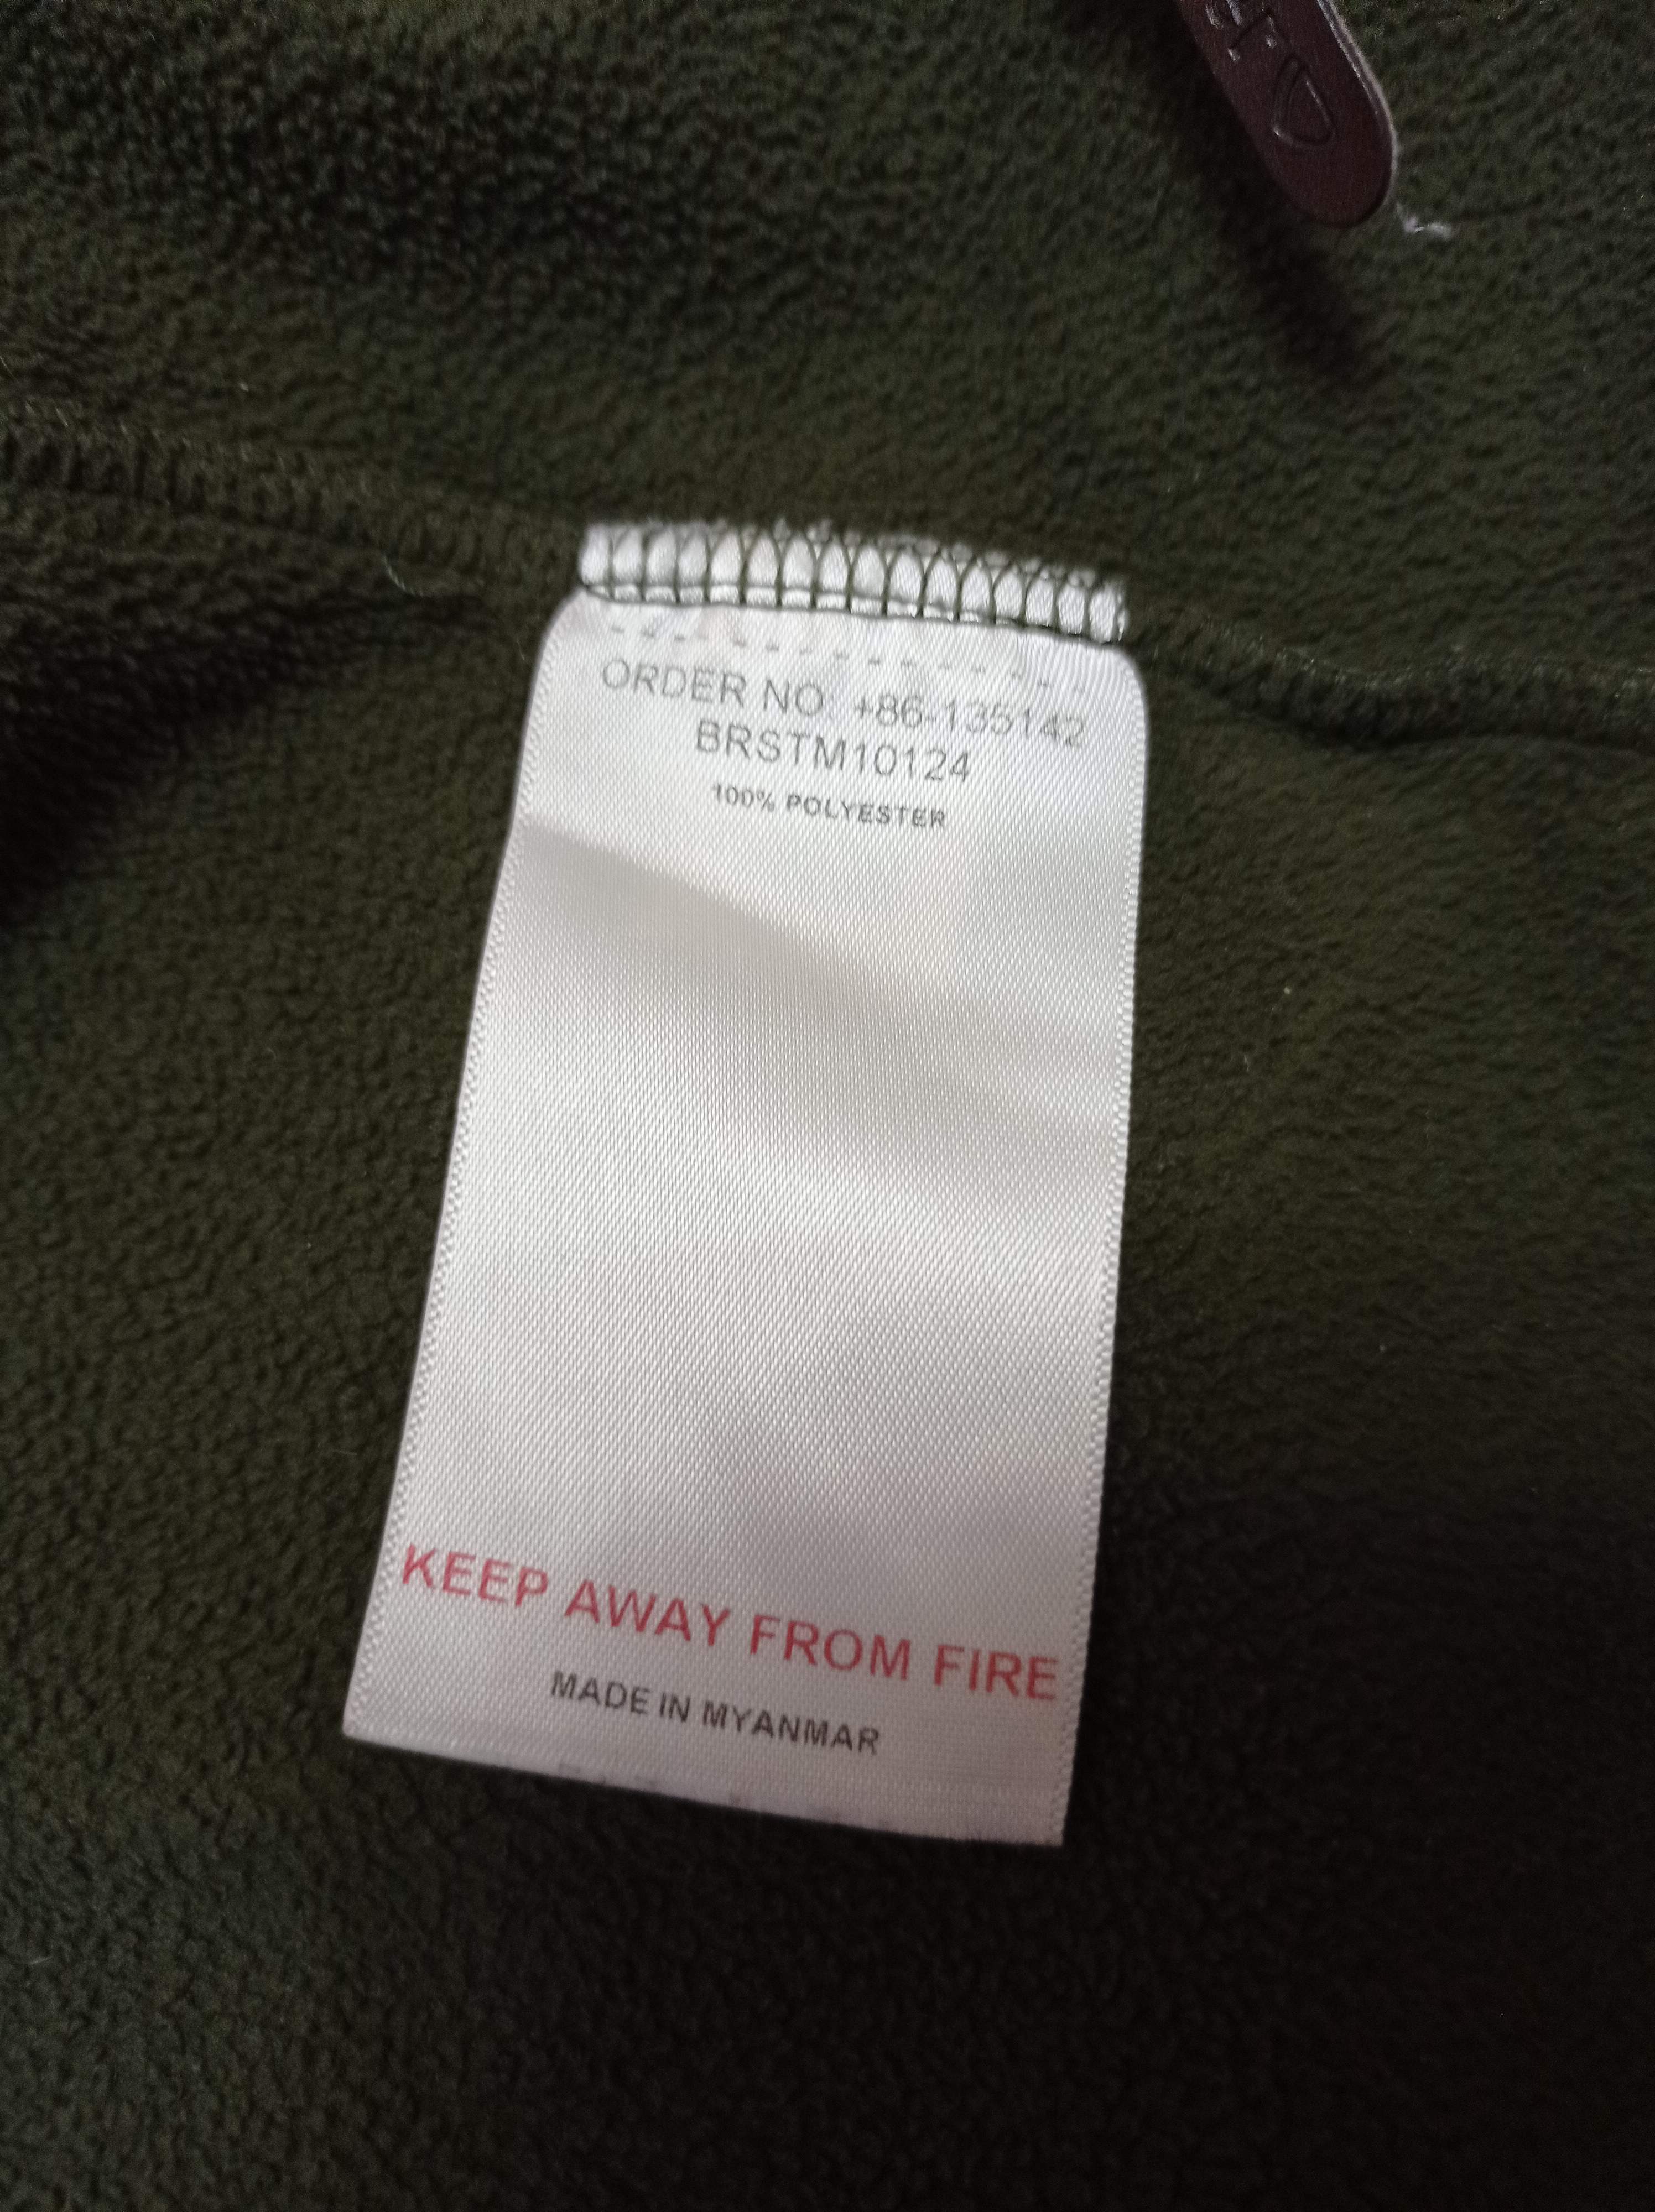 ORDER NO: +86-135142
BRSTM10124
100% POLYESTER
KEEP AWAY FROM FIRE
MADE IN MYANMAR